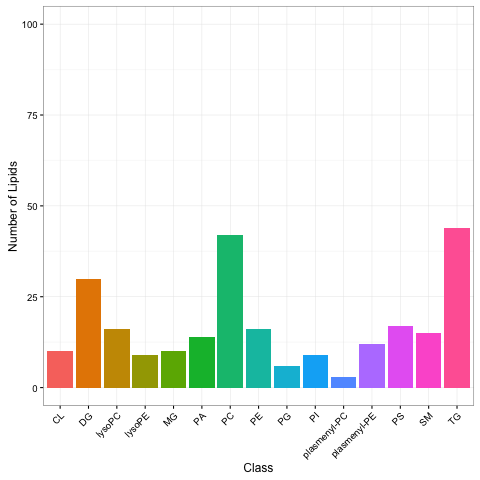 Number of Lipids
100
75
50
25
0
CL
DG
lysoPC
lysoPE
MG
PA
PC
PE
PG
PI
plasmenyl-PC
plasmenyl-PE
PS
SM
TG
Class